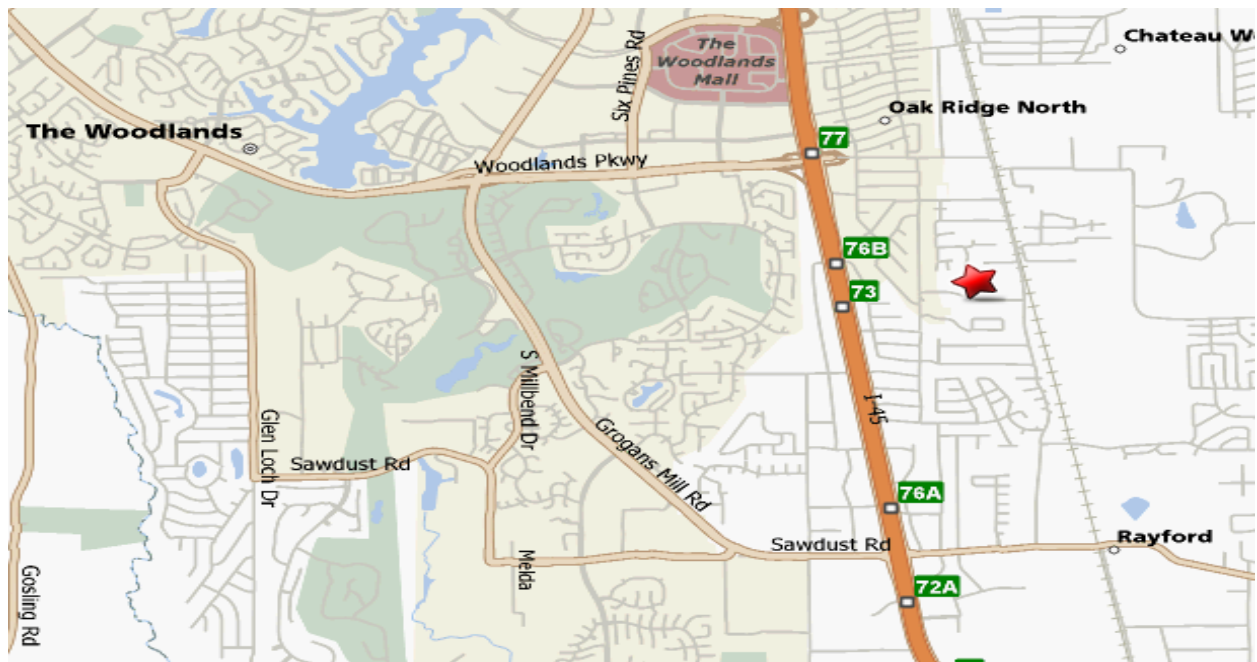 Chateau W
The
Woodlands
Mall
Six Pines Rd
Oak Ridge North
The Woodlands
77
Woodlands Pkwy
76B
73
S Millbend Dr
I-45
Glen Loch Dr
Grogans Mill Rd
Sawdust Rd
76A
Sawdust Rd
Rayford
Melda
Gosling Rd
72A